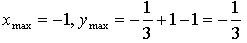 x_max = −1, y_max = −1/3 + 1 − 1 = −1/3